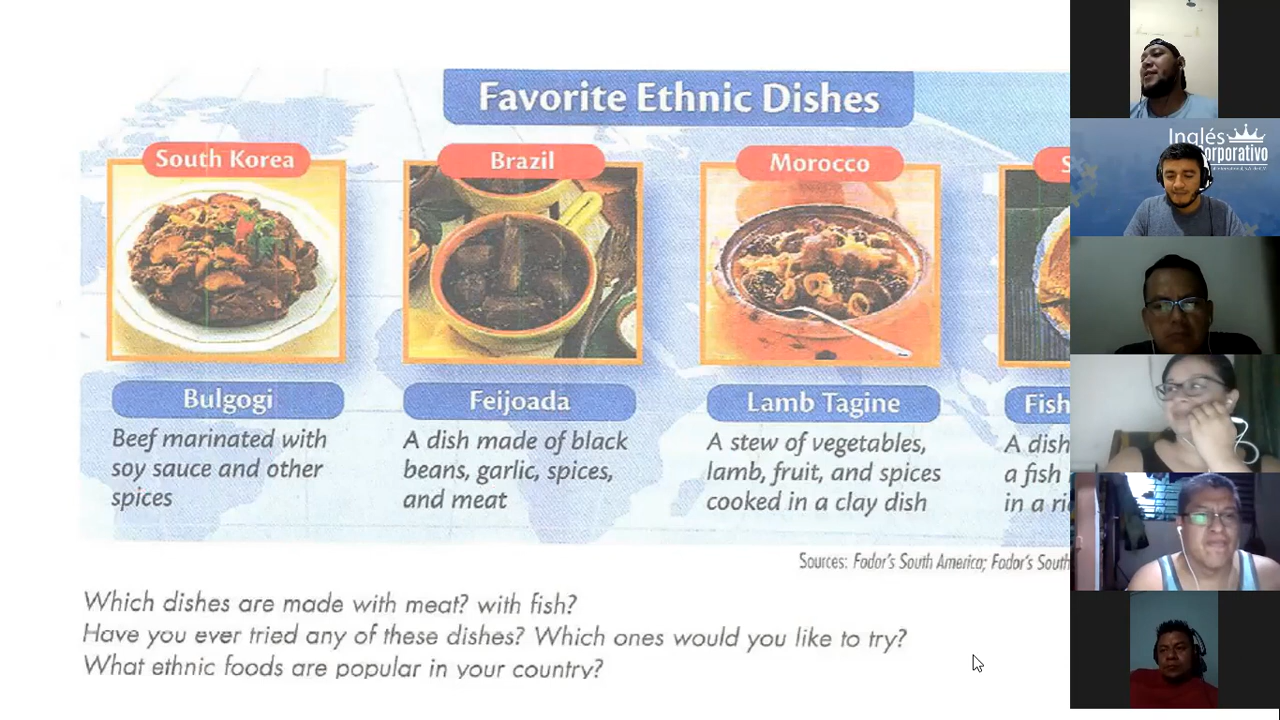 Favorite Ethnic Dishes
South Korea
Brazil
Morocco
Bulgogi
Beef marinated with
soy sauce and other
spices
Feijoada
A dish made of black
beans, garlic, spices,
and meat
Lamb Tagine
A stew of vegetables,
lamb, fruit, and spices
cooked in a clay dish
Fish
A dish
a fish
in a
Sources: Fodor's South America; Fodor's South
Which dishes are made with meat? with fish?
Have you ever tried any of these dishes? Which ones would you like to try?
What ethnic foods are popular in your country?
Inglés